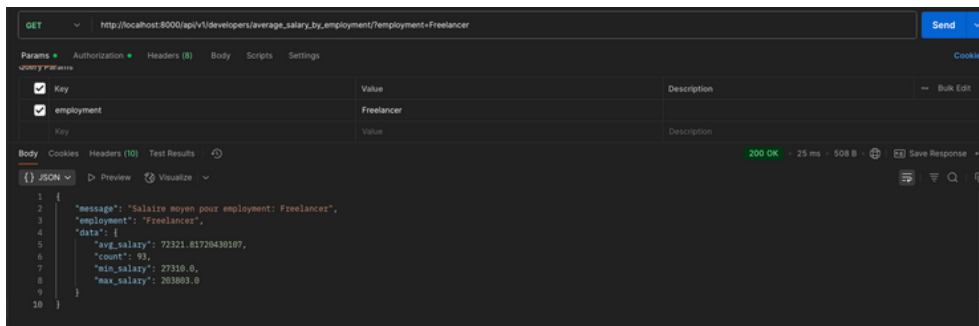 GET http://localhost:8000/api/v1/developers/average_salary_by_employment/?employment=Freelancer Send
Params Authorization Headers (8) Body Scripts Settings Cookie
Query Params
Key Value Description Bulk Edit
employment Freelancer
Key Value Description
Body Cookies Headers (10) Test Results 200 OK 25 ms 508 B Save Response
{} JSON Preview Visualize
1 {
2 "message": "Salaire moyen pour employment: Freelancer",
3 "employment": "Freelancer",
4 "data": {
5 "avg_salary": 72321.81720430107,
6 "count": 93,
7 "min_salary": 27310.0,
8 "max_salary": 203803.0
9 }
10 }